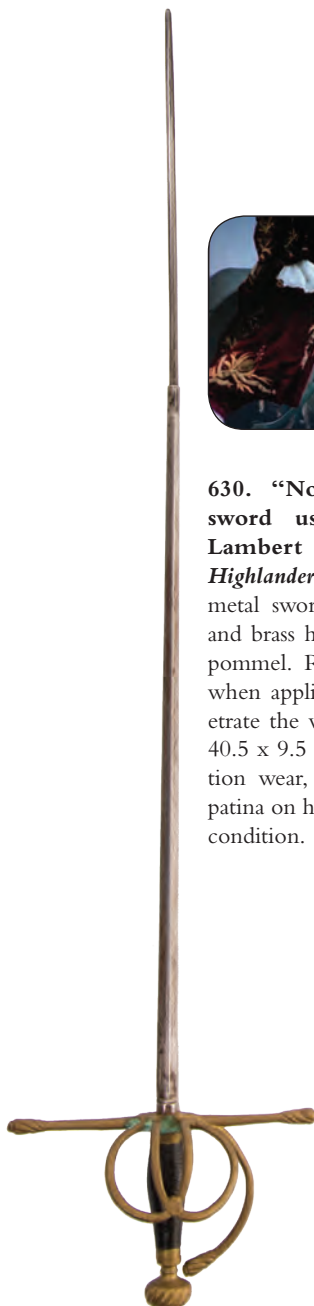 630. “No
sword us
Lambert
Highlander
metal swor
and brass h
pommel. F
when appli
etrate the v
40.5 x 9.5
tion wear,
patina on h
condition.